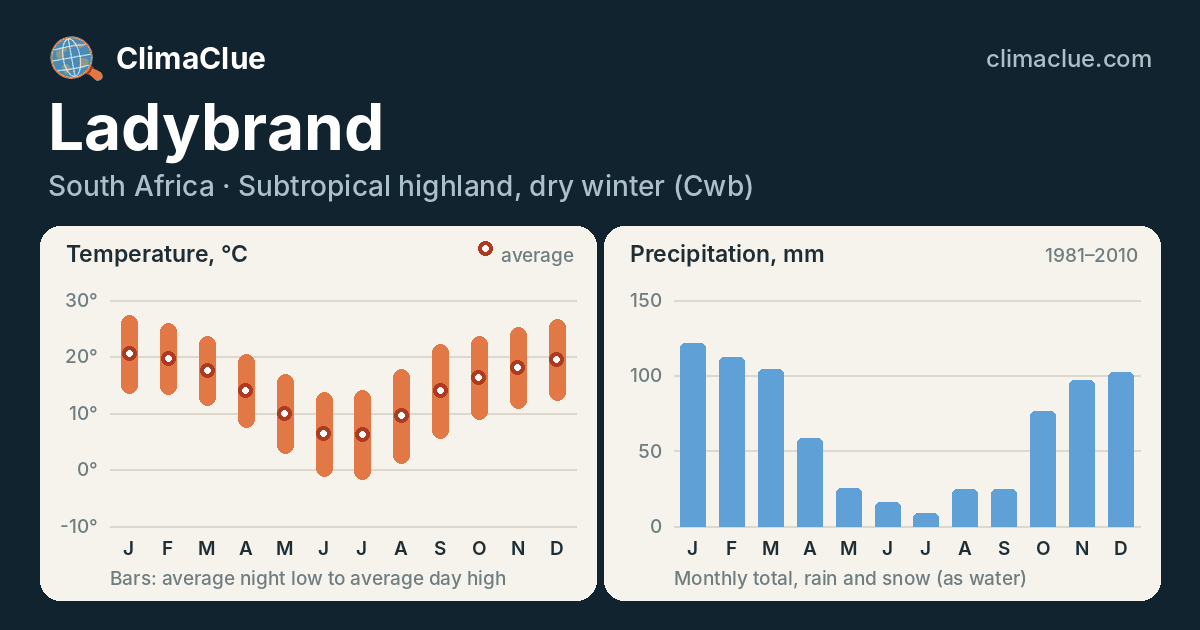 ClimaClue
climaclue.com
Ladybrand
South Africa · Subtropical highland, dry winter (Cwb)
Temperature, °C
average
30°
20°
10°
0°
-10°
J F M A M J J A S O N D
Bars: average night low to average day high
Precipitation, mm
1981–2010
150
100
50
0
J F M A M J J A S O N D
Monthly total, rain and snow (as water)